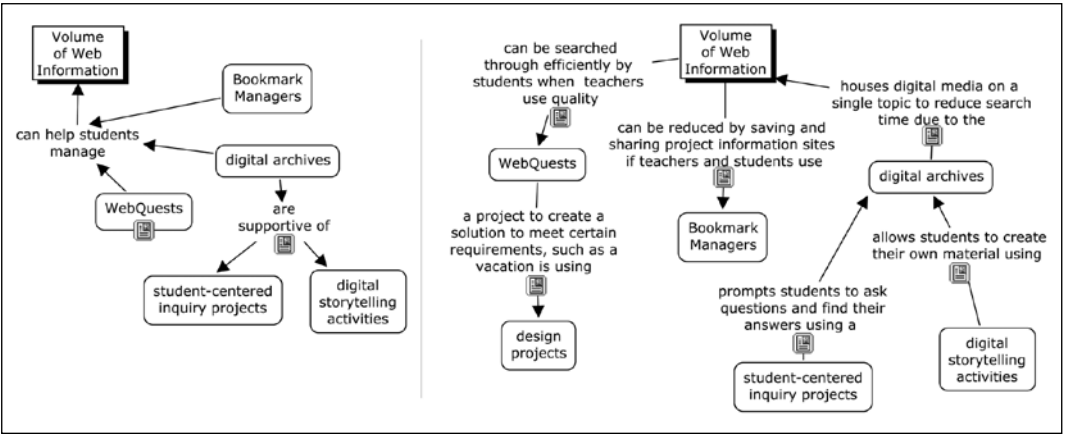 Volume
of Web
Information
Bookmark
Managers
can help students
manage
digital archives
WebQuests
are
supportive of
student-centered
inquiry projects
digital
storytelling
activities
can be searched
through efficiently by
students when teachers
use quality
Volume
of Web
Information
houses digital media on a
single topic to reduce search
time due to the
can be reduced by saving and
sharing project information sites
if teachers and students use
WebQuests
digital archives
a project to create a
solution to meet certain
requirements, such as a
vacation is using
Bookmark
Managers
allows students to create
their own material using
prompts students to ask
questions and find their
answers using a
design
projects
digital
storytelling
activities
student-centered
inquiry projects